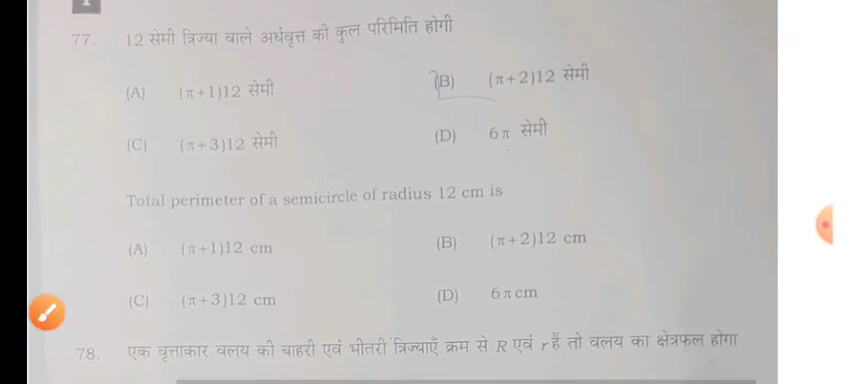 77. 12 सेमी त्रिज्या वाले अर्धवृत्त की कुल परिमिति होगी
(A) (π+1)12 सेमी (B) (π+2)12 सेमी
(C) (π+3)12 सेमी (D) 6π सेमी
Total perimeter of a semicircle of radius 12 cm is
(A) (π+1)12 cm (B) (π+2)12 cm
(C) (π+3)12 cm (D) 6π cm
78. एक वृत्ताकार वलय की बाहरी एवं भीतरी त्रिज्याएँ क्रम से R एवं r हैं तो वलय का क्षेत्रफल होगा